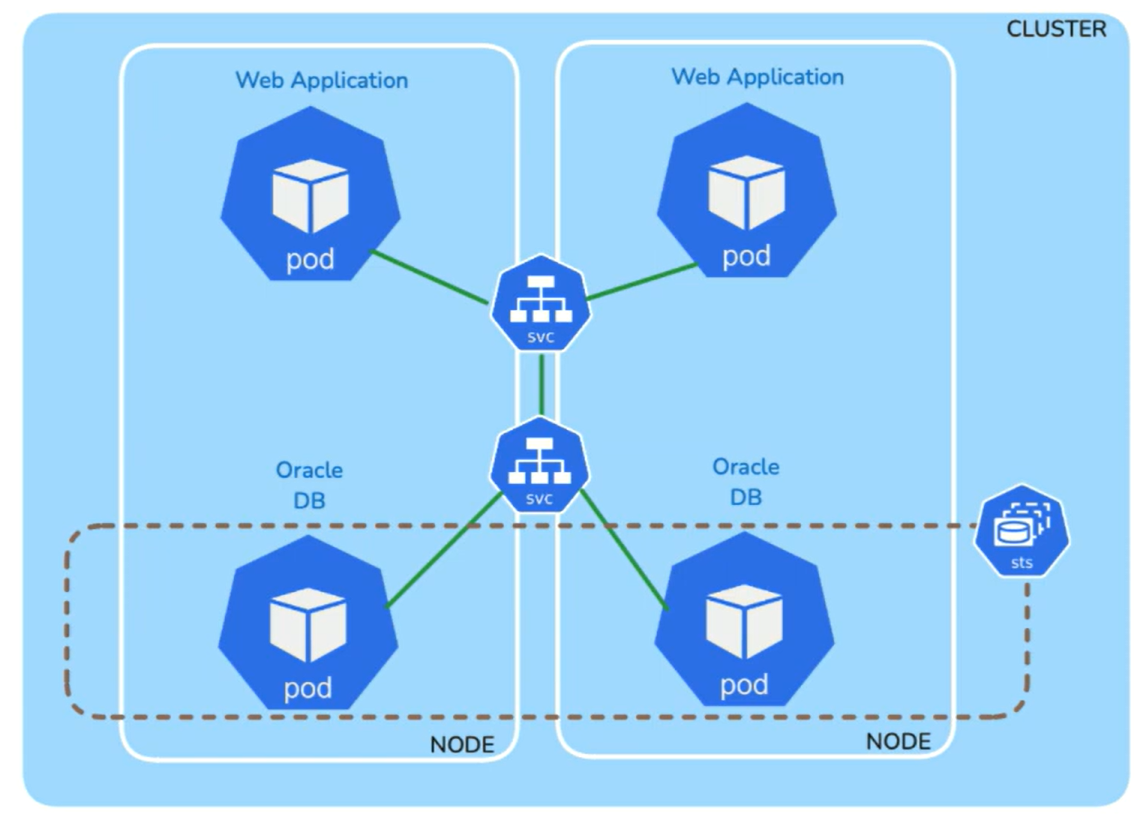 CLUSTER
Web Application
Web Application
pod
pod
svc
svc
Oracle
DB
Oracle
DB
sts
pod
pod
NODE
NODE